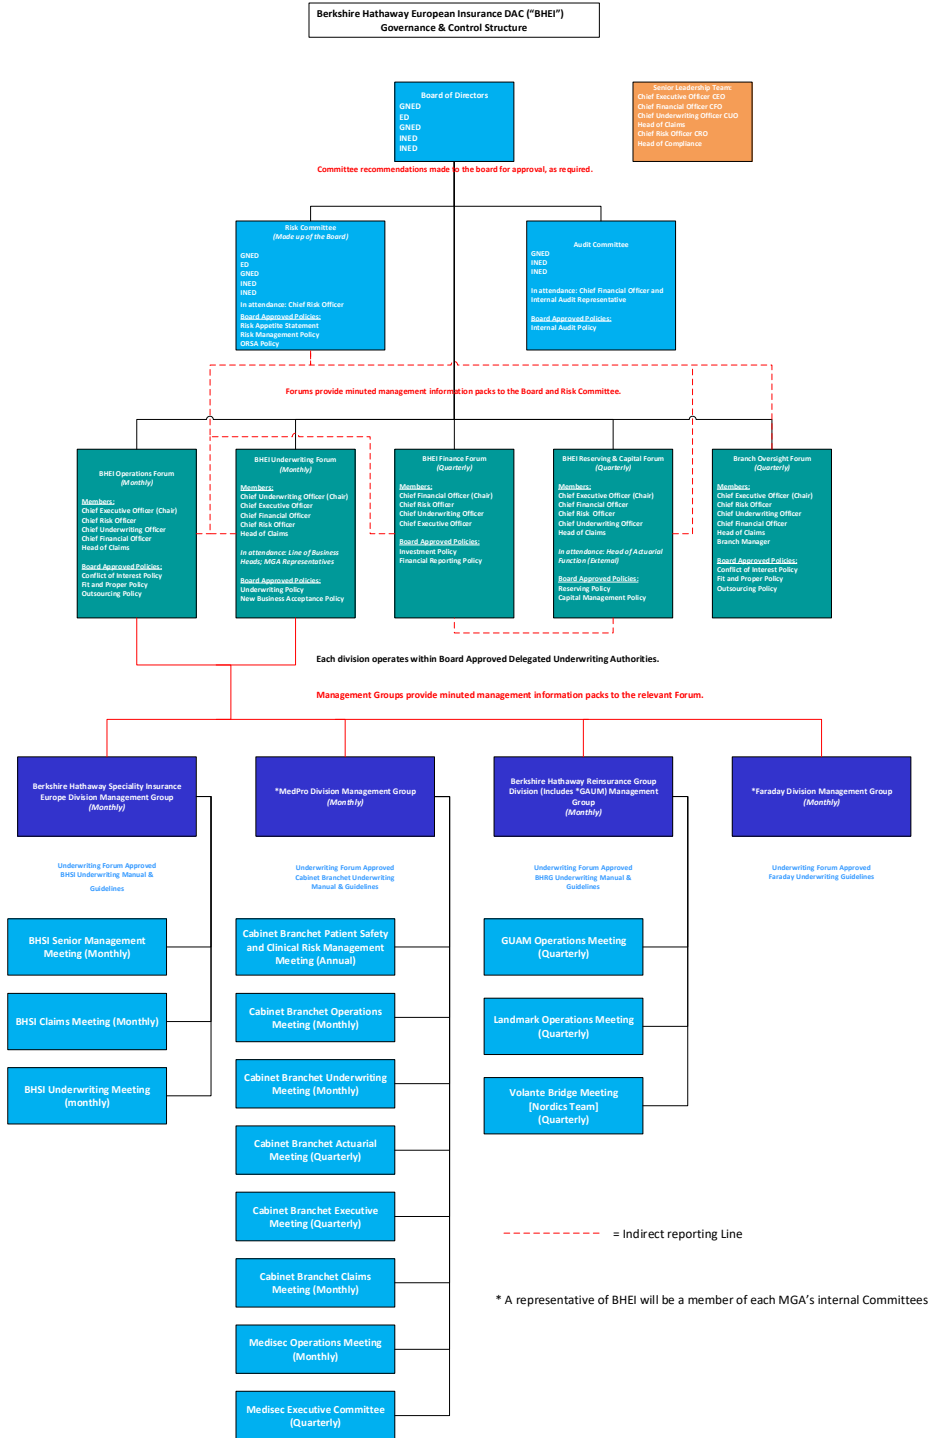 Berkshire Hathaway European Insurance DAC (“BHEI”)
Governance & Control Structure
Board of Directors
GNED
ED
GNED
INED
INED
Senior Leadership Team:
Chief Executive Officer CEO
Chief Financial Officer CFO
Chief Underwriting Officer CUO
Head of Claims
Chief Risk Officer CRO
Head of Compliance
Committee recommendations made to the board for approval, as required.
Risk Committee
(Made up of the Board)
GNED
ED
GNED
INED
INED
In attendance: Chief Risk Officer
Board Approved Policies:
Risk Appetite Statement
Risk Management Policy
ORSA Policy
Audit Committee
GNED
INED
INED
In attendance: Chief Financial Officer and
Internal Audit Representative
Board Approved Policies:
Internal Audit Policy
Forums provide minuted management information packs to the Board and Risk Committee.
BHEI Operations Forum
(Monthly)
Members:
Chief Executive Officer (Chair)
Chief Risk Officer
Chief Underwriting Officer
Chief Financial Officer
Head of Claims
Board Approved Policies:
Conflict of Interest Policy
Fit and Proper Policy
Outsourcing Policy
BHEI Underwriting Forum
(Monthly)
Members:
Chief Underwriting Officer (Chair)
Chief Executive Officer
Chief Financial Officer
Chief Risk Officer
Head of Claims
In attendance: Line of Business
Heads; MGA Representatives
Board Approved Policies:
Underwriting Policy
New Business Acceptance Policy
BHEI Finance Forum
(Quarterly)
Members:
Chief Financial Officer (Chair)
Chief Risk Officer
Chief Underwriting Officer
Chief Executive Officer
Board Approved Policies:
Investment Policy
Financial Reporting Policy
BHEI Reserving & Capital Forum
(Quarterly)
Members:
Chief Executive Officer (Chair)
Chief Financial Officer
Chief Risk Officer
Chief Underwriting Officer
Head of Claims
In attendance: Head of Actuarial
Function (External)
Board Approved Policies:
Reserving Policy
Capital Management Policy
Branch Oversight Forum
(Quarterly)
Members:
Chief Executive Officer (Chair)
Chief Risk Officer
Chief Underwriting Officer
Chief Financial Officer
Head of Claims
Branch Manager
Board Approved Policies:
Conflict of Interest Policy
Fit and Proper Policy
Outsourcing Policy
Each division operates within Board Approved Delegated Underwriting Authorities.
Management Groups provide minuted management information packs to the relevant Forum.
Berkshire Hathaway Speciality Insurance
Europe Division Management Group
(Monthly)
*MedPro Division Management Group
(Monthly)
Berkshire Hathaway Reinsurance Group
Division (Includes *GAUM) Management
Group
(Monthly)
*Faraday Division Management Group
(Monthly)
Underwriting Forum Approved
BHSI Underwriting Manual &
Guidelines
Underwriting Forum Approved
Cabinet Branchet Underwriting
Manual & Guidelines
Underwriting Forum Approved
BHRG Underwriting Manual &
Guidelines
Underwriting Forum Approved
Faraday Underwriting Guidelines
BHSI Senior Management
Meeting (Monthly)
BHSI Claims Meeting (Monthly)
BHSI Underwriting Meeting
(monthly)
Cabinet Branchet Patient Safety
and Clinical Risk Management
Meeting (Annual)
Cabinet Branchet Operations
Meeting (Monthly)
Cabinet Branchet Underwriting
Meeting (Monthly)
Cabinet Branchet Actuarial
Meeting (Quarterly)
Cabinet Branchet Executive
Meeting (Quarterly)
Cabinet Branchet Claims
Meeting (Monthly)
Medisec Operations Meeting
(Monthly)
Medisec Executive Committee
(Quarterly)
GUAM Operations Meeting
(Quarterly)
Landmark Operations Meeting
(Quarterly)
Volante Bridge Meeting
[Nordics Team]
(Quarterly)
= Indirect reporting Line
* A representative of BHEI will be a member of each MGA’s internal Committees